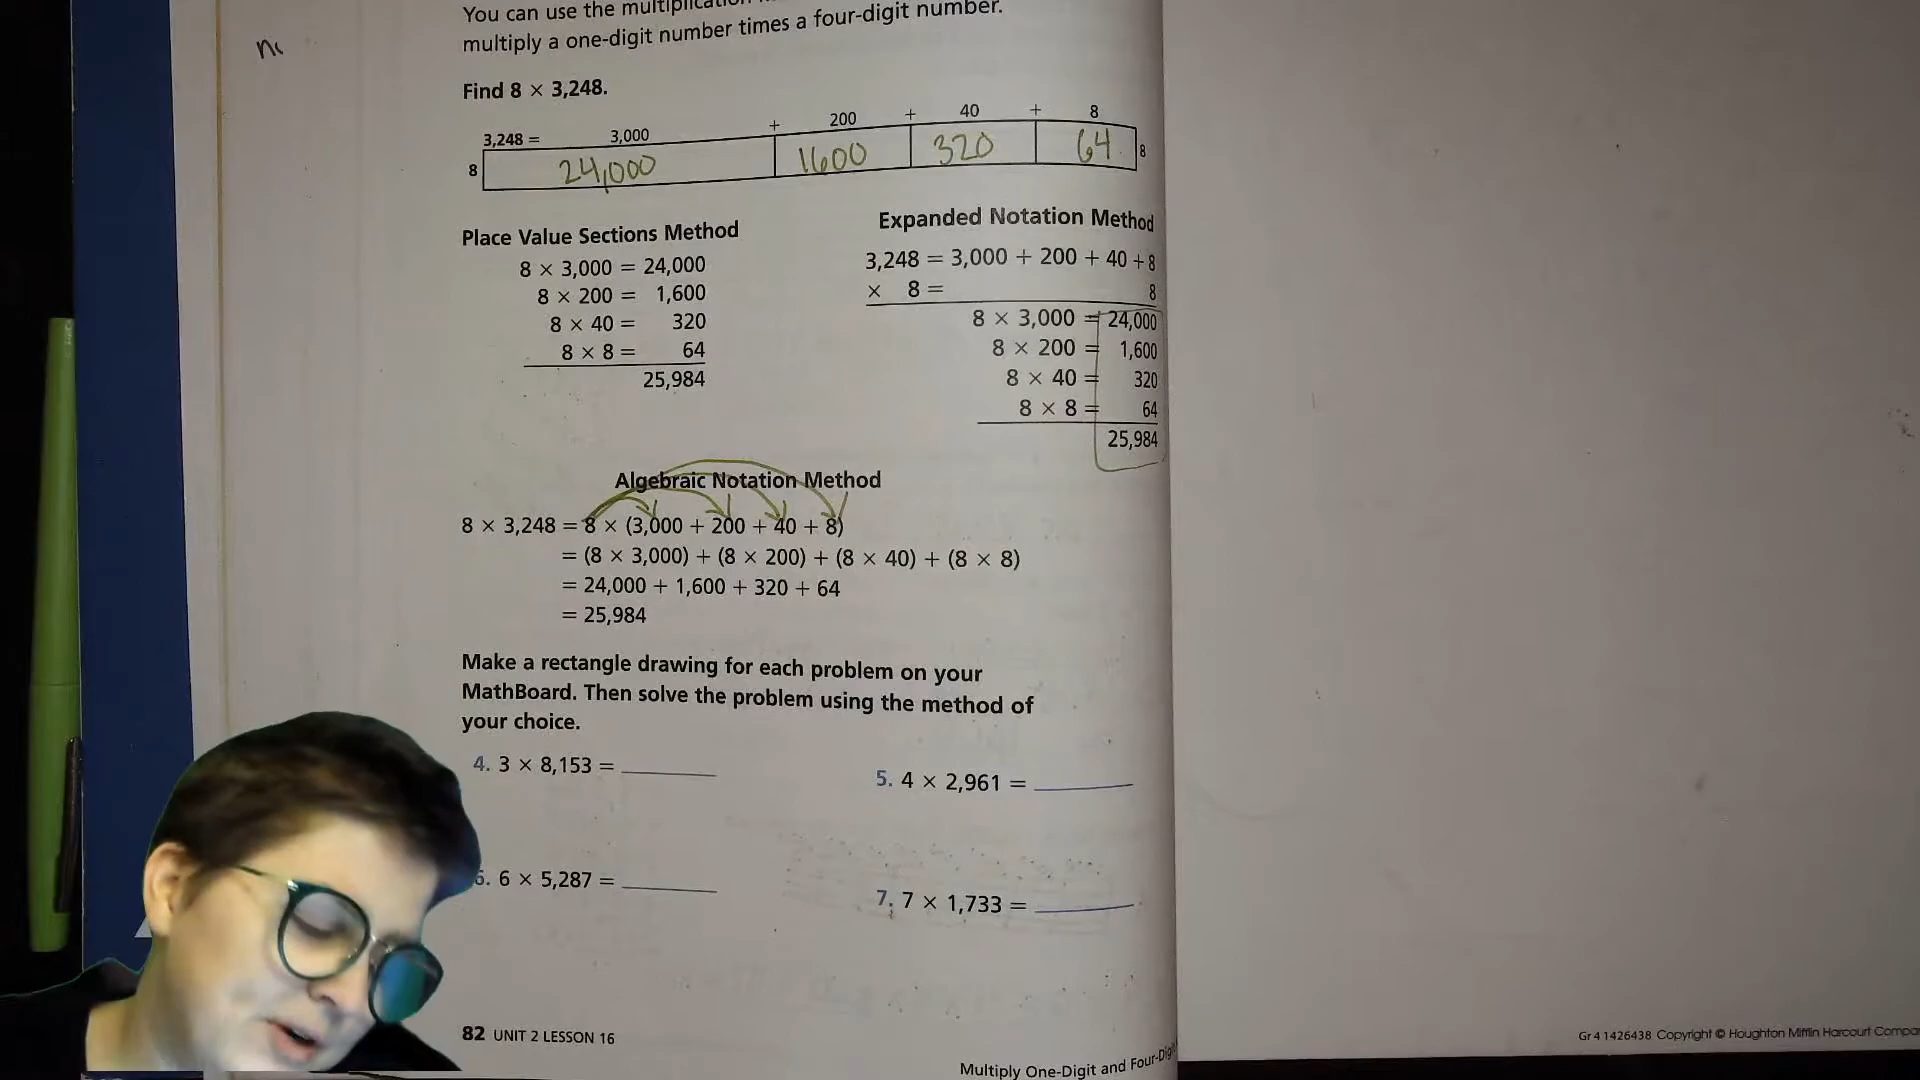 You can use the multiplication
multiply a one-digit number times a four-digit number.
Find 8 × 3,248.
3,248 = 3,000 + 200 + 40 + 8
8 24,000 1600 320 64 8
Place Value Sections Method
8 × 3,000 = 24,000
8 × 200 = 1,600
8 × 40 = 320
8 × 8 = 64
25,984
Expanded Notation Method
3,248 = 3,000 + 200 + 40 + 8
× 8 = 8
8 × 3,000 = 24,000
8 × 200 = 1,600
8 × 40 = 320
8 × 8 = 64
25,984
Algebraic Notation Method
8 × 3,248 = 8 × (3,000 + 200 + 40 + 8)
= (8 × 3,000) + (8 × 200) + (8 × 40) + (8 × 8)
= 24,000 + 1,600 + 320 + 64
= 25,984
Make a rectangle drawing for each problem on your
MathBoard. Then solve the problem using the method of
your choice.
4. 3 × 8,153 =
5. 4 × 2,961 =
6. 6 × 5,287 =
7. 7 × 1,733 =
82 UNIT 2 LESSON 16
Multiply One-Digit and Four-Dig
Gr 4 1426438 Copyright © Houghton Mifflin Harcourt Compa